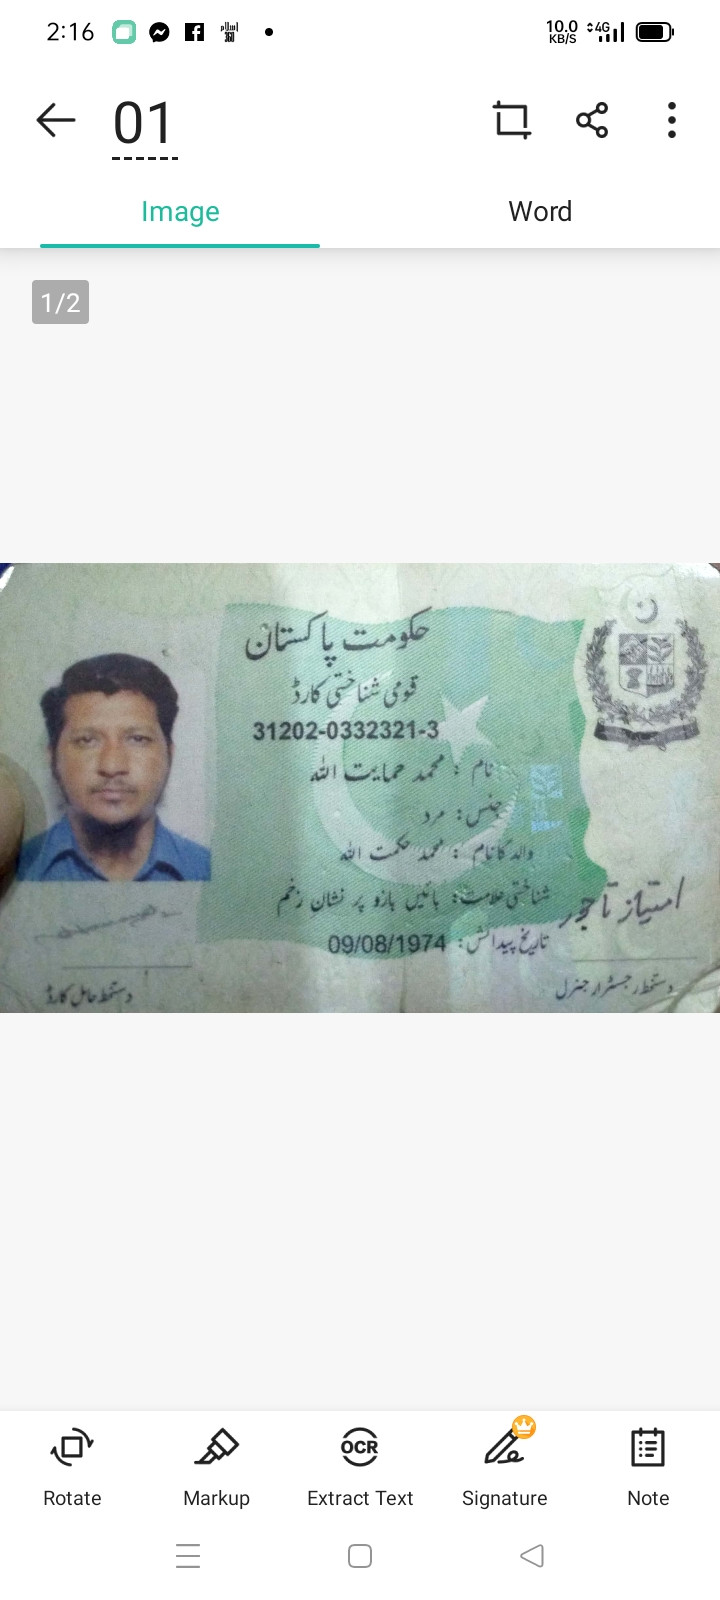 2:16
10.0 KB/S 4G
01
Image
Word
1/2
حکومت پاکستان
قومی شناختی کارڈ
31202-0332321-3
نام : محمد حمایت اللہ
جنس: مرد
والد کا نام : محمد حکمت اللہ
شناختی علامت: بائیں بازو پر نشان زخم
تاریخ پیدائش: 09/08/1974
امتیاز تاجور
دستخط حامل کارڈ
دستخط رجسٹرار جنرل
OCR
Rotate
Markup
Extract Text
Signature
Note